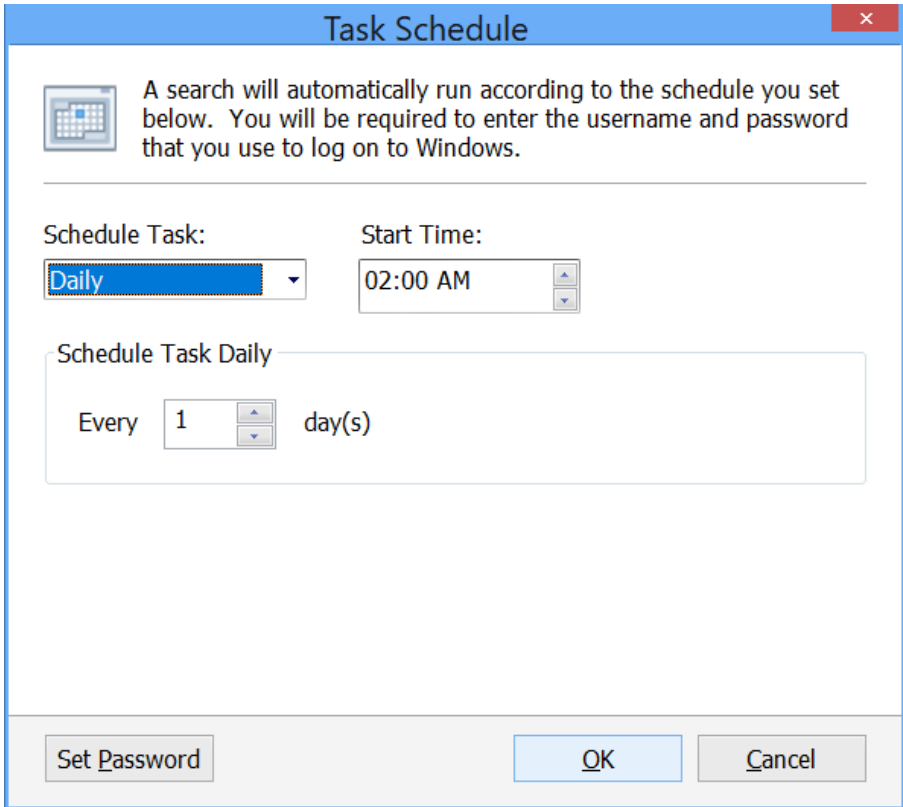 Task Schedule
A search will automatically run according to the schedule you set
below.  You will be required to enter the username and password
that you use to log on to Windows.
Schedule Task:
Start Time:
Daily
02:00 AM
Schedule Task Daily
Every 1 day(s)
Set Password
OK
Cancel